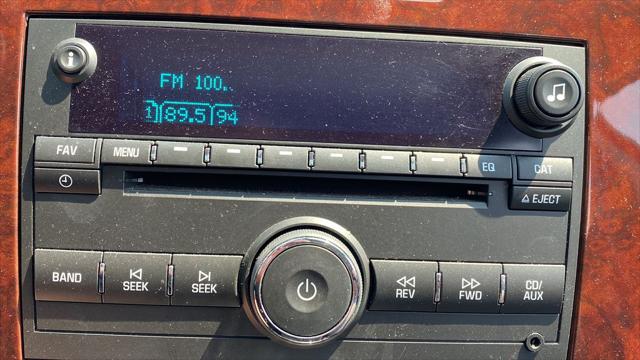 FM 100.
1 89.5 94
FAV MENU EQ CAT
EJECT
BAND SEEK SEEK REV FWD CD/
AUX